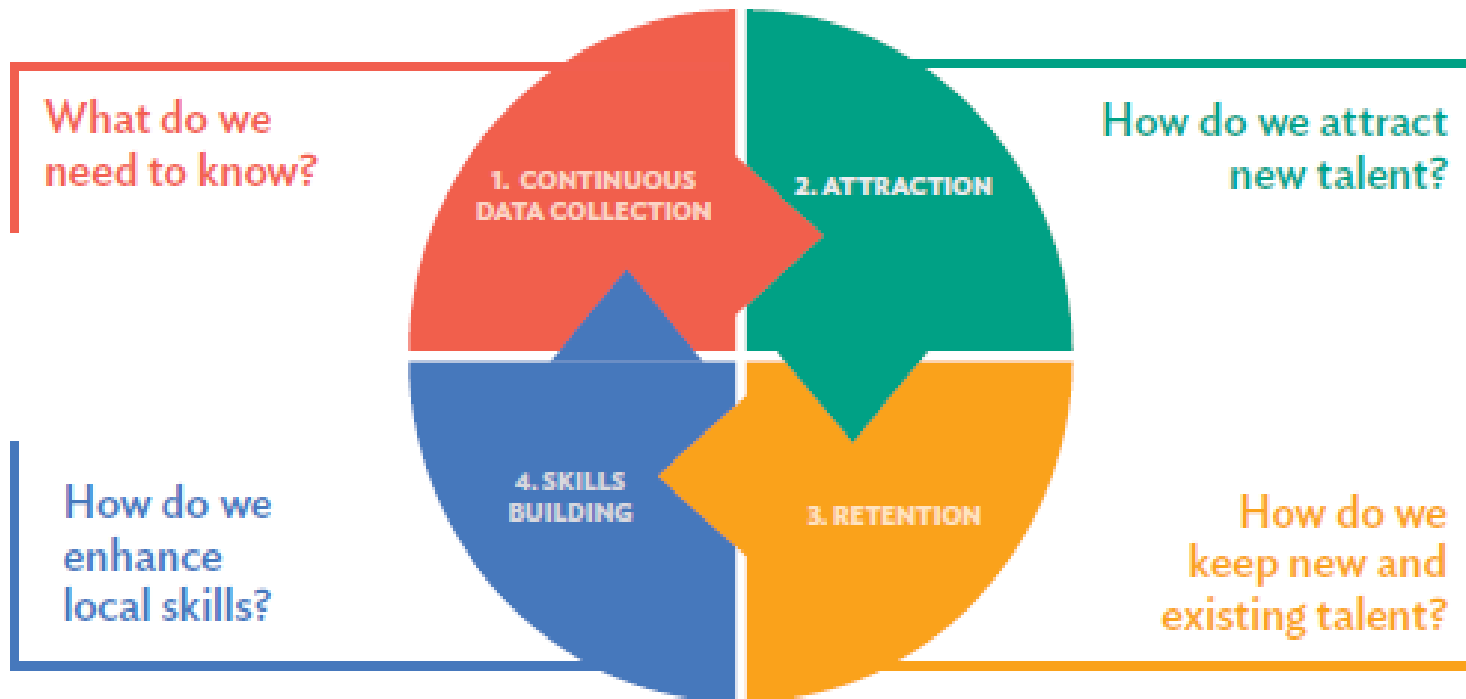 What do we
need to know?
1. CONTINUOUS
DATA COLLECTION
2. ATTRACTION
How do we attract
new talent?
How do we
enhance
local skills?
4. SKILLS
BUILDING
3. RETENTION
How do we
keep new and
existing talent?